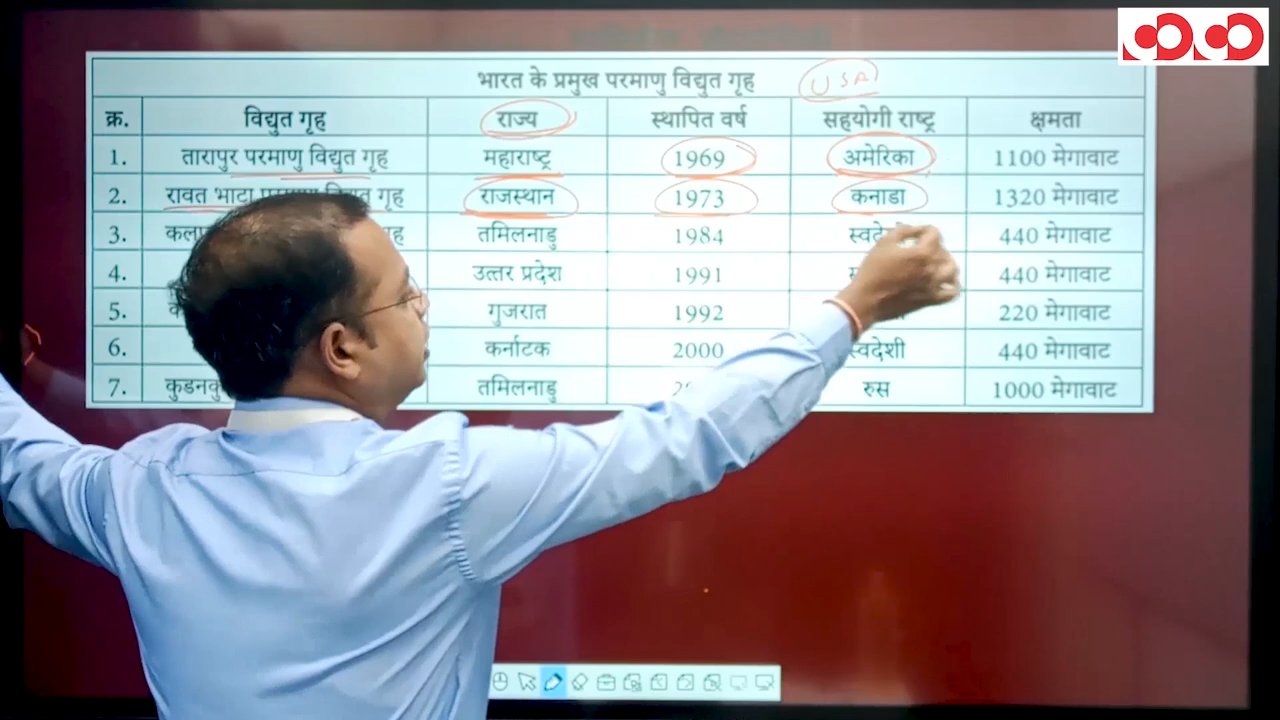 भारत के प्रमुख परमाणु विद्युत गृह USA
क्र. विद्युत गृह राज्य स्थापित वर्ष सहयोगी राष्ट्र क्षमता
1. तारापुर परमाणु विद्युत गृह महाराष्ट्र 1969 अमेरिका 1100 मेगावाट
2. रावत भाटा परमाणु विद्युत गृह राजस्थान 1973 कनाडा 1320 मेगावाट
3. गृह तमिलनाडु 1984 440 मेगावाट
4. उत्तर प्रदेश 1991 440 मेगावाट
5. गुजरात 1992 220 मेगावाट
6. कर्नाटक 2000 स्वदेशी 440 मेगावाट
7. तमिलनाडु रुस 1000 मेगावाट